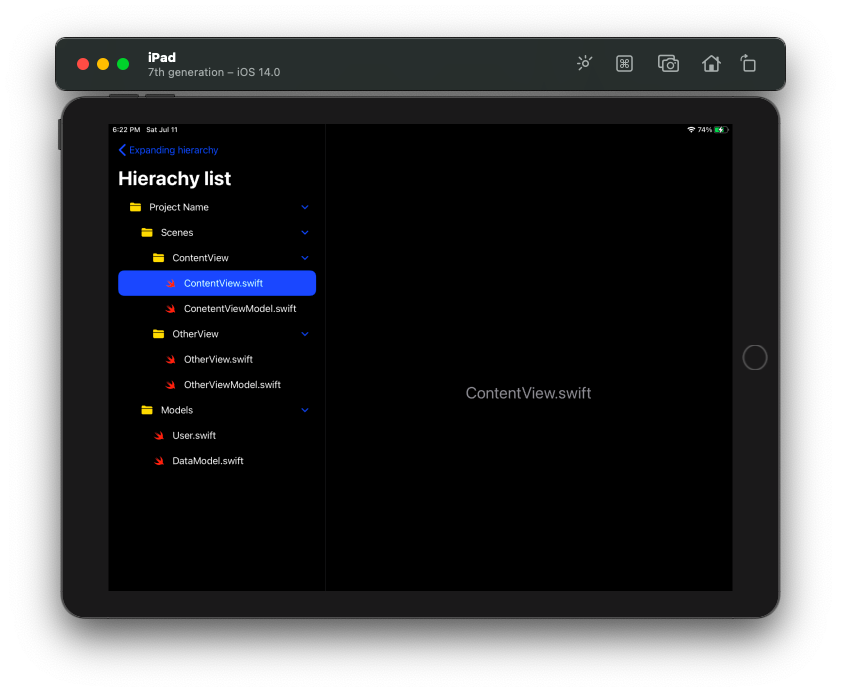 iPad
7th generation – iOS 14.0
6:22 PM Sat Jul 11
74%
Expanding hierarchy
Hierachy list
Project Name
Scenes
ContentView
ContentView.swift
ConetentViewModel.swift
OtherView
OtherView.swift
OtherViewModel.swift
Models
User.swift
DataModel.swift
ContentView.swift